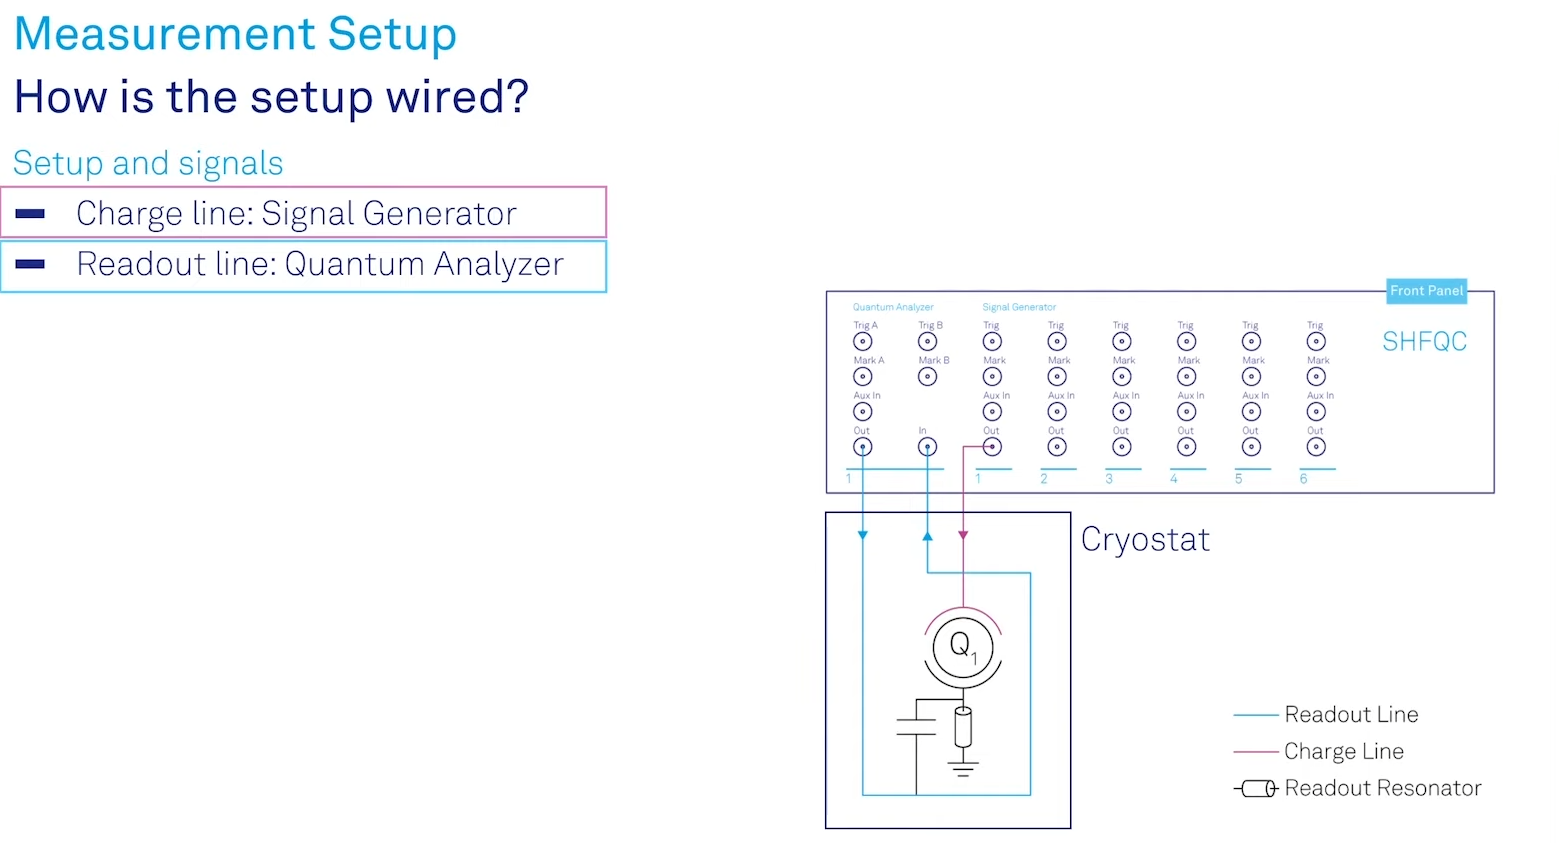 Measurement Setup
How is the setup wired?
Setup and signals
Charge line: Signal Generator
Readout line: Quantum Analyzer
Front Panel
SHFQC
Quantum Analyzer Signal Generator
Trig A Trig B Trig Trig Trig Trig Trig Trig
Mark A Mark B Mark Mark Mark Mark Mark Mark
Aux In Aux In Aux In Aux In Aux In Aux In Aux In
Out In Out Out Out Out Out Out
1 1 2 3 4 5 6
Cryostat
Q1
Readout Line
Charge Line
Readout Resonator